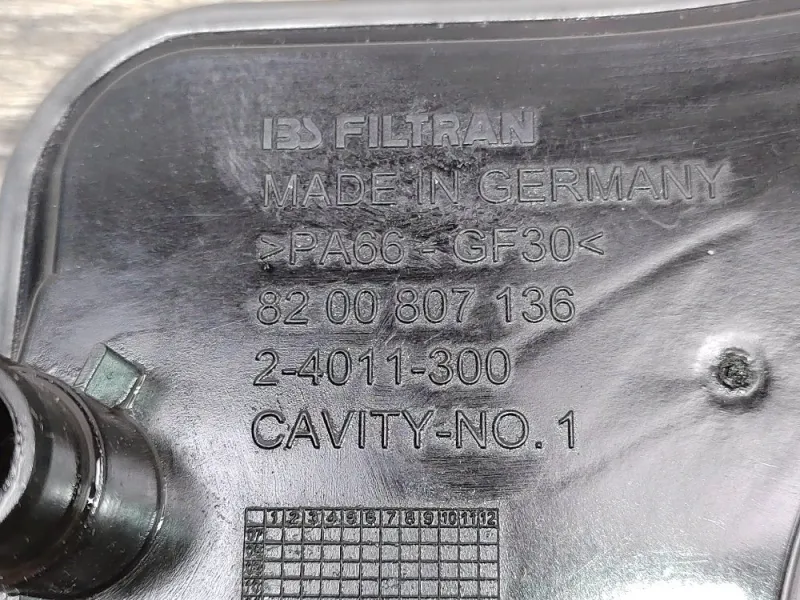 IBS FILTRAN
MADE IN GERMANY
>PA66 - GF30<
82 00 807 136
2-4011-300
CAVITY-NO. 1
1 2 3 4 5 6 7 8 9 10 11 12